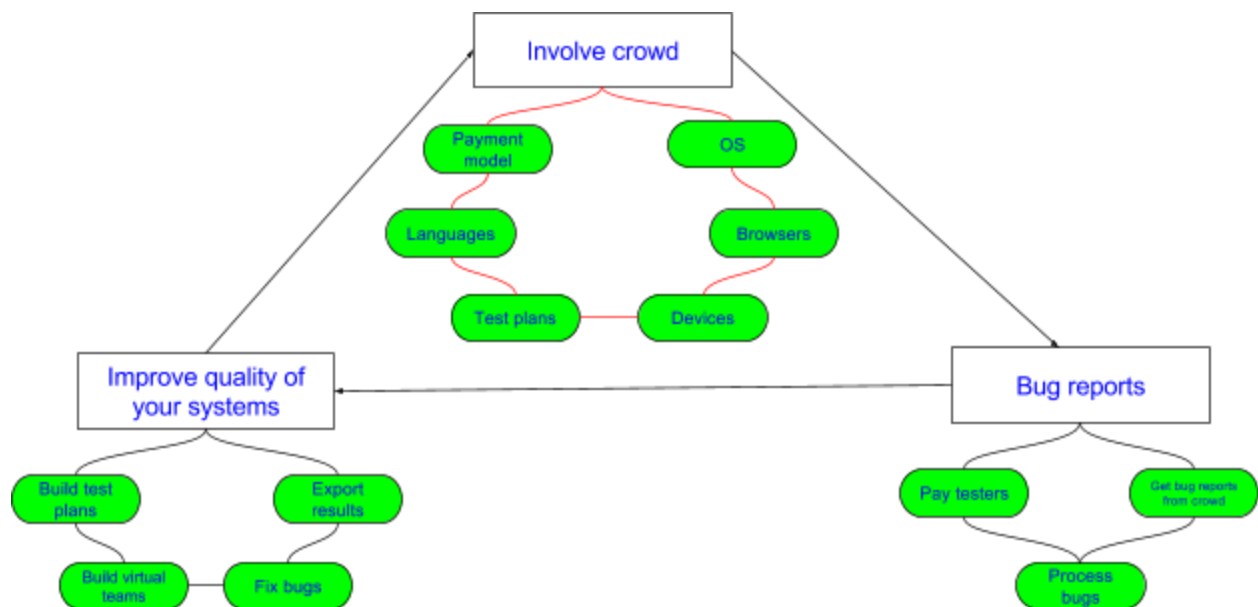 Involve crowd
Payment
model
OS
Languages
Browsers
Test plans
Devices
Improve quality of
your systems
Bug reports
Build test
plans
Export
results
Build virtual
teams
Fix bugs
Pay testers
Get bug reports
from crowd
Process
bugs